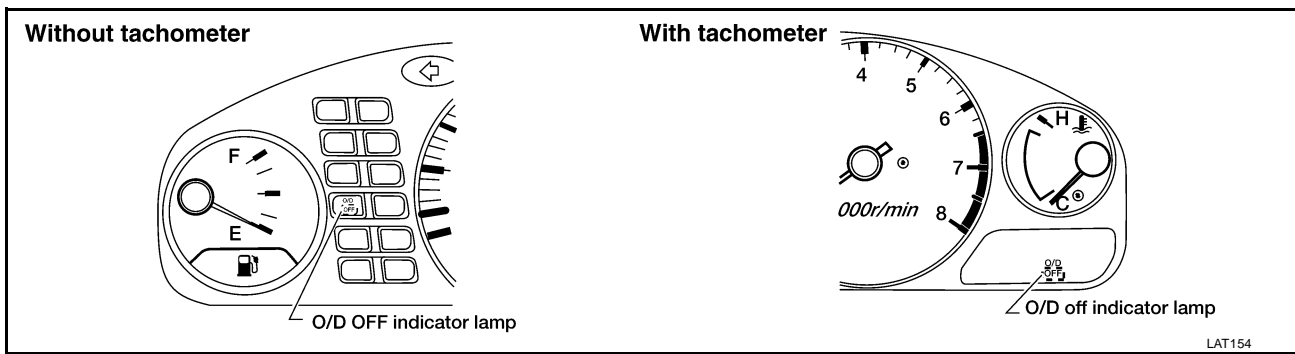 Without tachometer
F
E
O/D
OFF
O/D OFF indicator lamp
With tachometer
4
5
6
7
8
000r/min
H
C
O/D
OFF
O/D off indicator lamp
LAT154